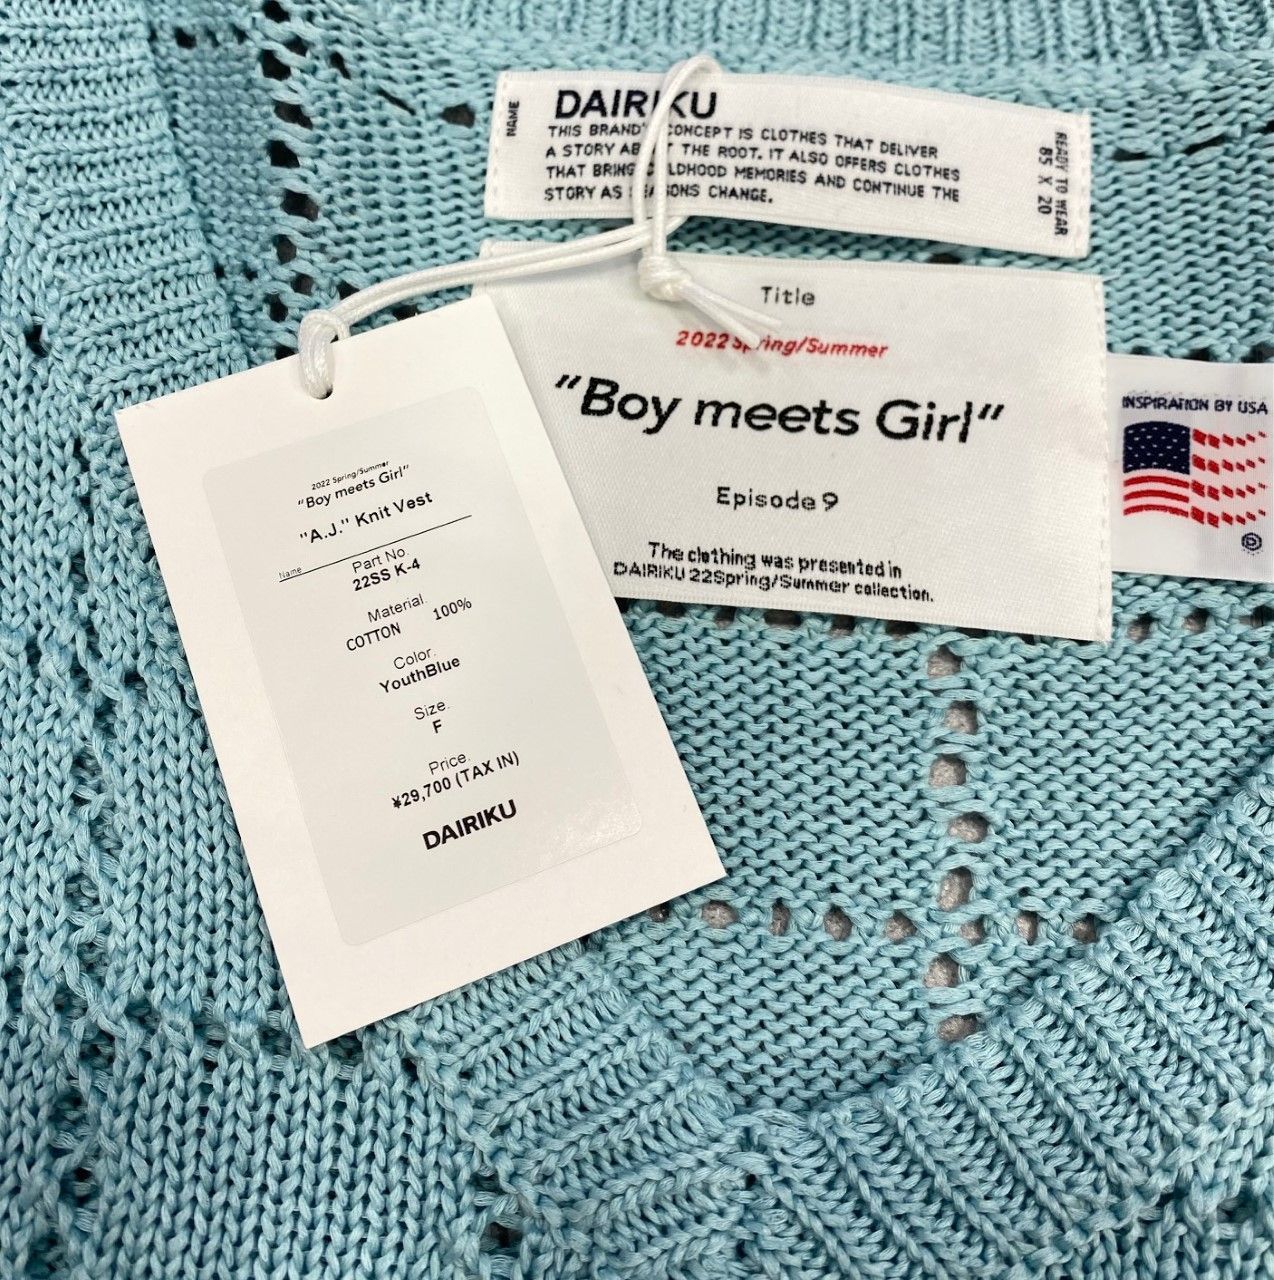 NAME
DAIRIKU
THIS BRAND' CONCEPT IS CLOTHES THAT DELIVER
A STORY THE ROOT. IT ALSO OFFERS CLOTHES
THAT BRING MEMORIES AND CONTINUE THE
STORY AS CHANGE.
READY TO WEAR
85 X 20
Title
2022 Spring/Summer
"Boy meets Girl"
Episode 9
The clothing was presented in
DAIRIKU 22Spring/Summer collection.
INSPIRATION BY USA
2022 Spring/Summer
"Boy meets Girl"
"A.J." Knit Vest
Name
Part No.
22SS K-4
Material.
COTTON 100%
Color.
YouthBlue
Size.
F
Price.
¥29,700 (TAX IN)
DAIRIKU